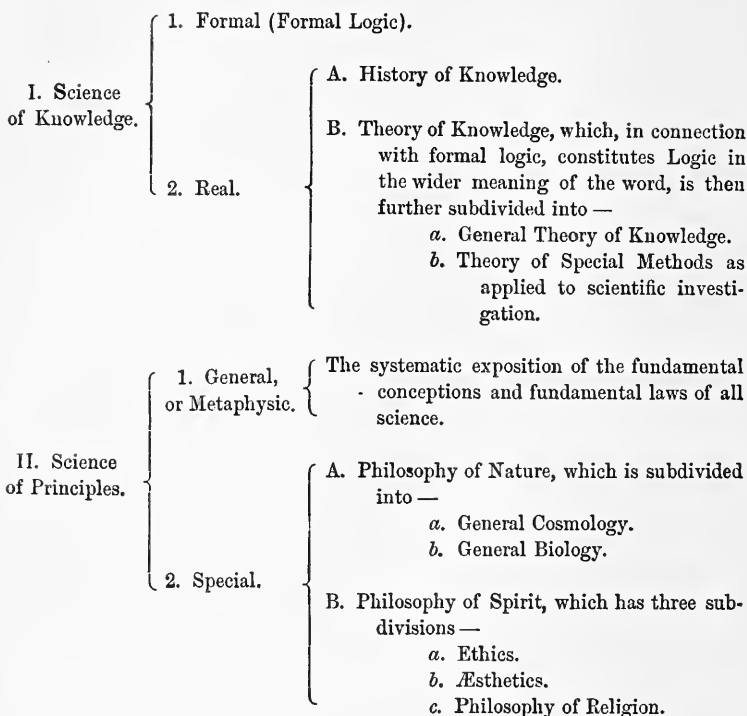 1. Formal (Formal Logic).
I. Science
of Knowledge.
2. Real.
A. History of Knowledge.
B. Theory of Knowledge, which, in connection
with formal logic, constitutes Logic in
the wider meaning of the word, is then
further subdivided into —
a. General Theory of Knowledge.
b. Theory of Special Methods as
applied to scientific investi-
gation.
II. Science
of Principles.
1. General,
or Metaphysic.
The systematic exposition of the fundamental
conceptions and fundamental laws of all
science.
2. Special.
A. Philosophy of Nature, which is subdivided
into —
a. General Cosmology.
b. General Biology.
B. Philosophy of Spirit, which has three sub-
divisions —
a. Ethics.
b. Æsthetics.
c. Philosophy of Religion.